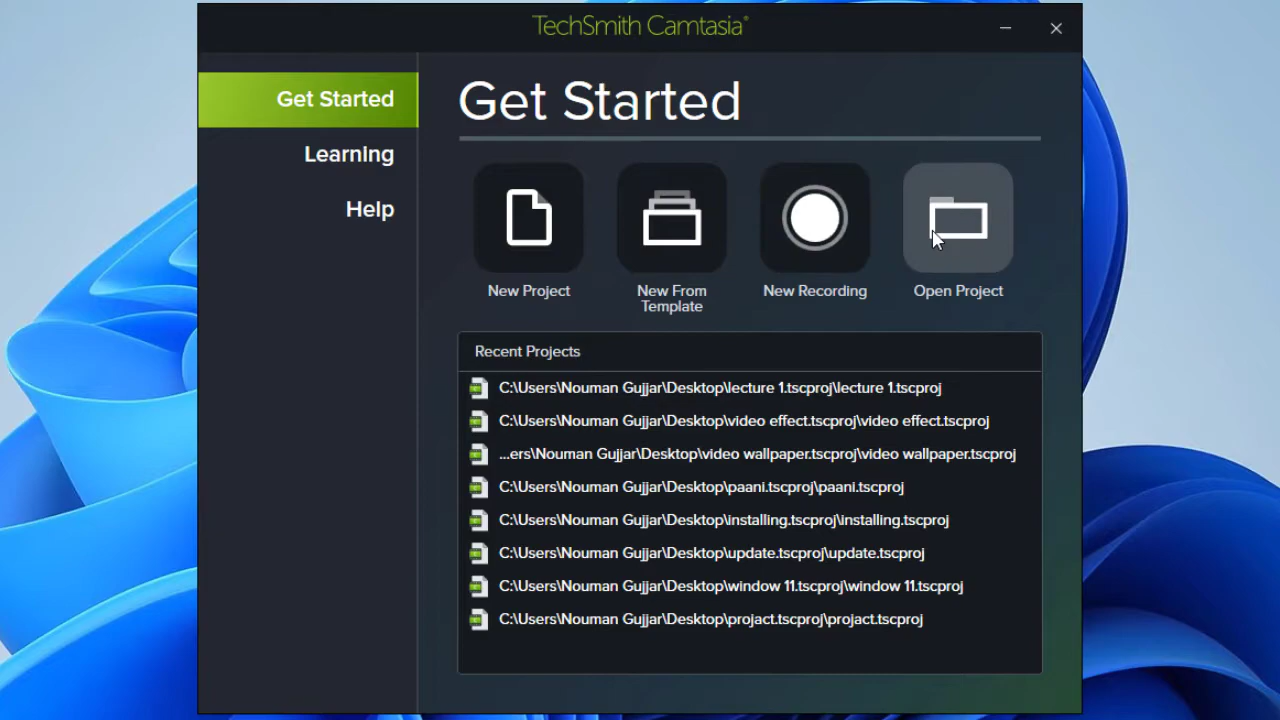 TechSmith Camtasia®
Get Started
Learning
Help
Get Started
New Project
New From
Template
New Recording
Open Project
Recent Projects
C:\Users\Nouman Gujjar\Desktop\lecture 1.tscproj\lecture 1.tscproj
C:\Users\Nouman Gujjar\Desktop\video effect.tscproj\video effect.tscproj
...ers\Nouman Gujjar\Desktop\video wallpaper.tscproj\video wallpaper.tscproj
C:\Users\Nouman Gujjar\Desktop\paani.tscproj\paani.tscproj
C:\Users\Nouman Gujjar\Desktop\installing.tscproj\installing.tscproj
C:\Users\Nouman Gujjar\Desktop\update.tscproj\update.tscproj
C:\Users\Nouman Gujjar\Desktop\window 11.tscproj\window 11.tscproj
C:\Users\Nouman Gujjar\Desktop\projact.tscproj\projact.tscproj